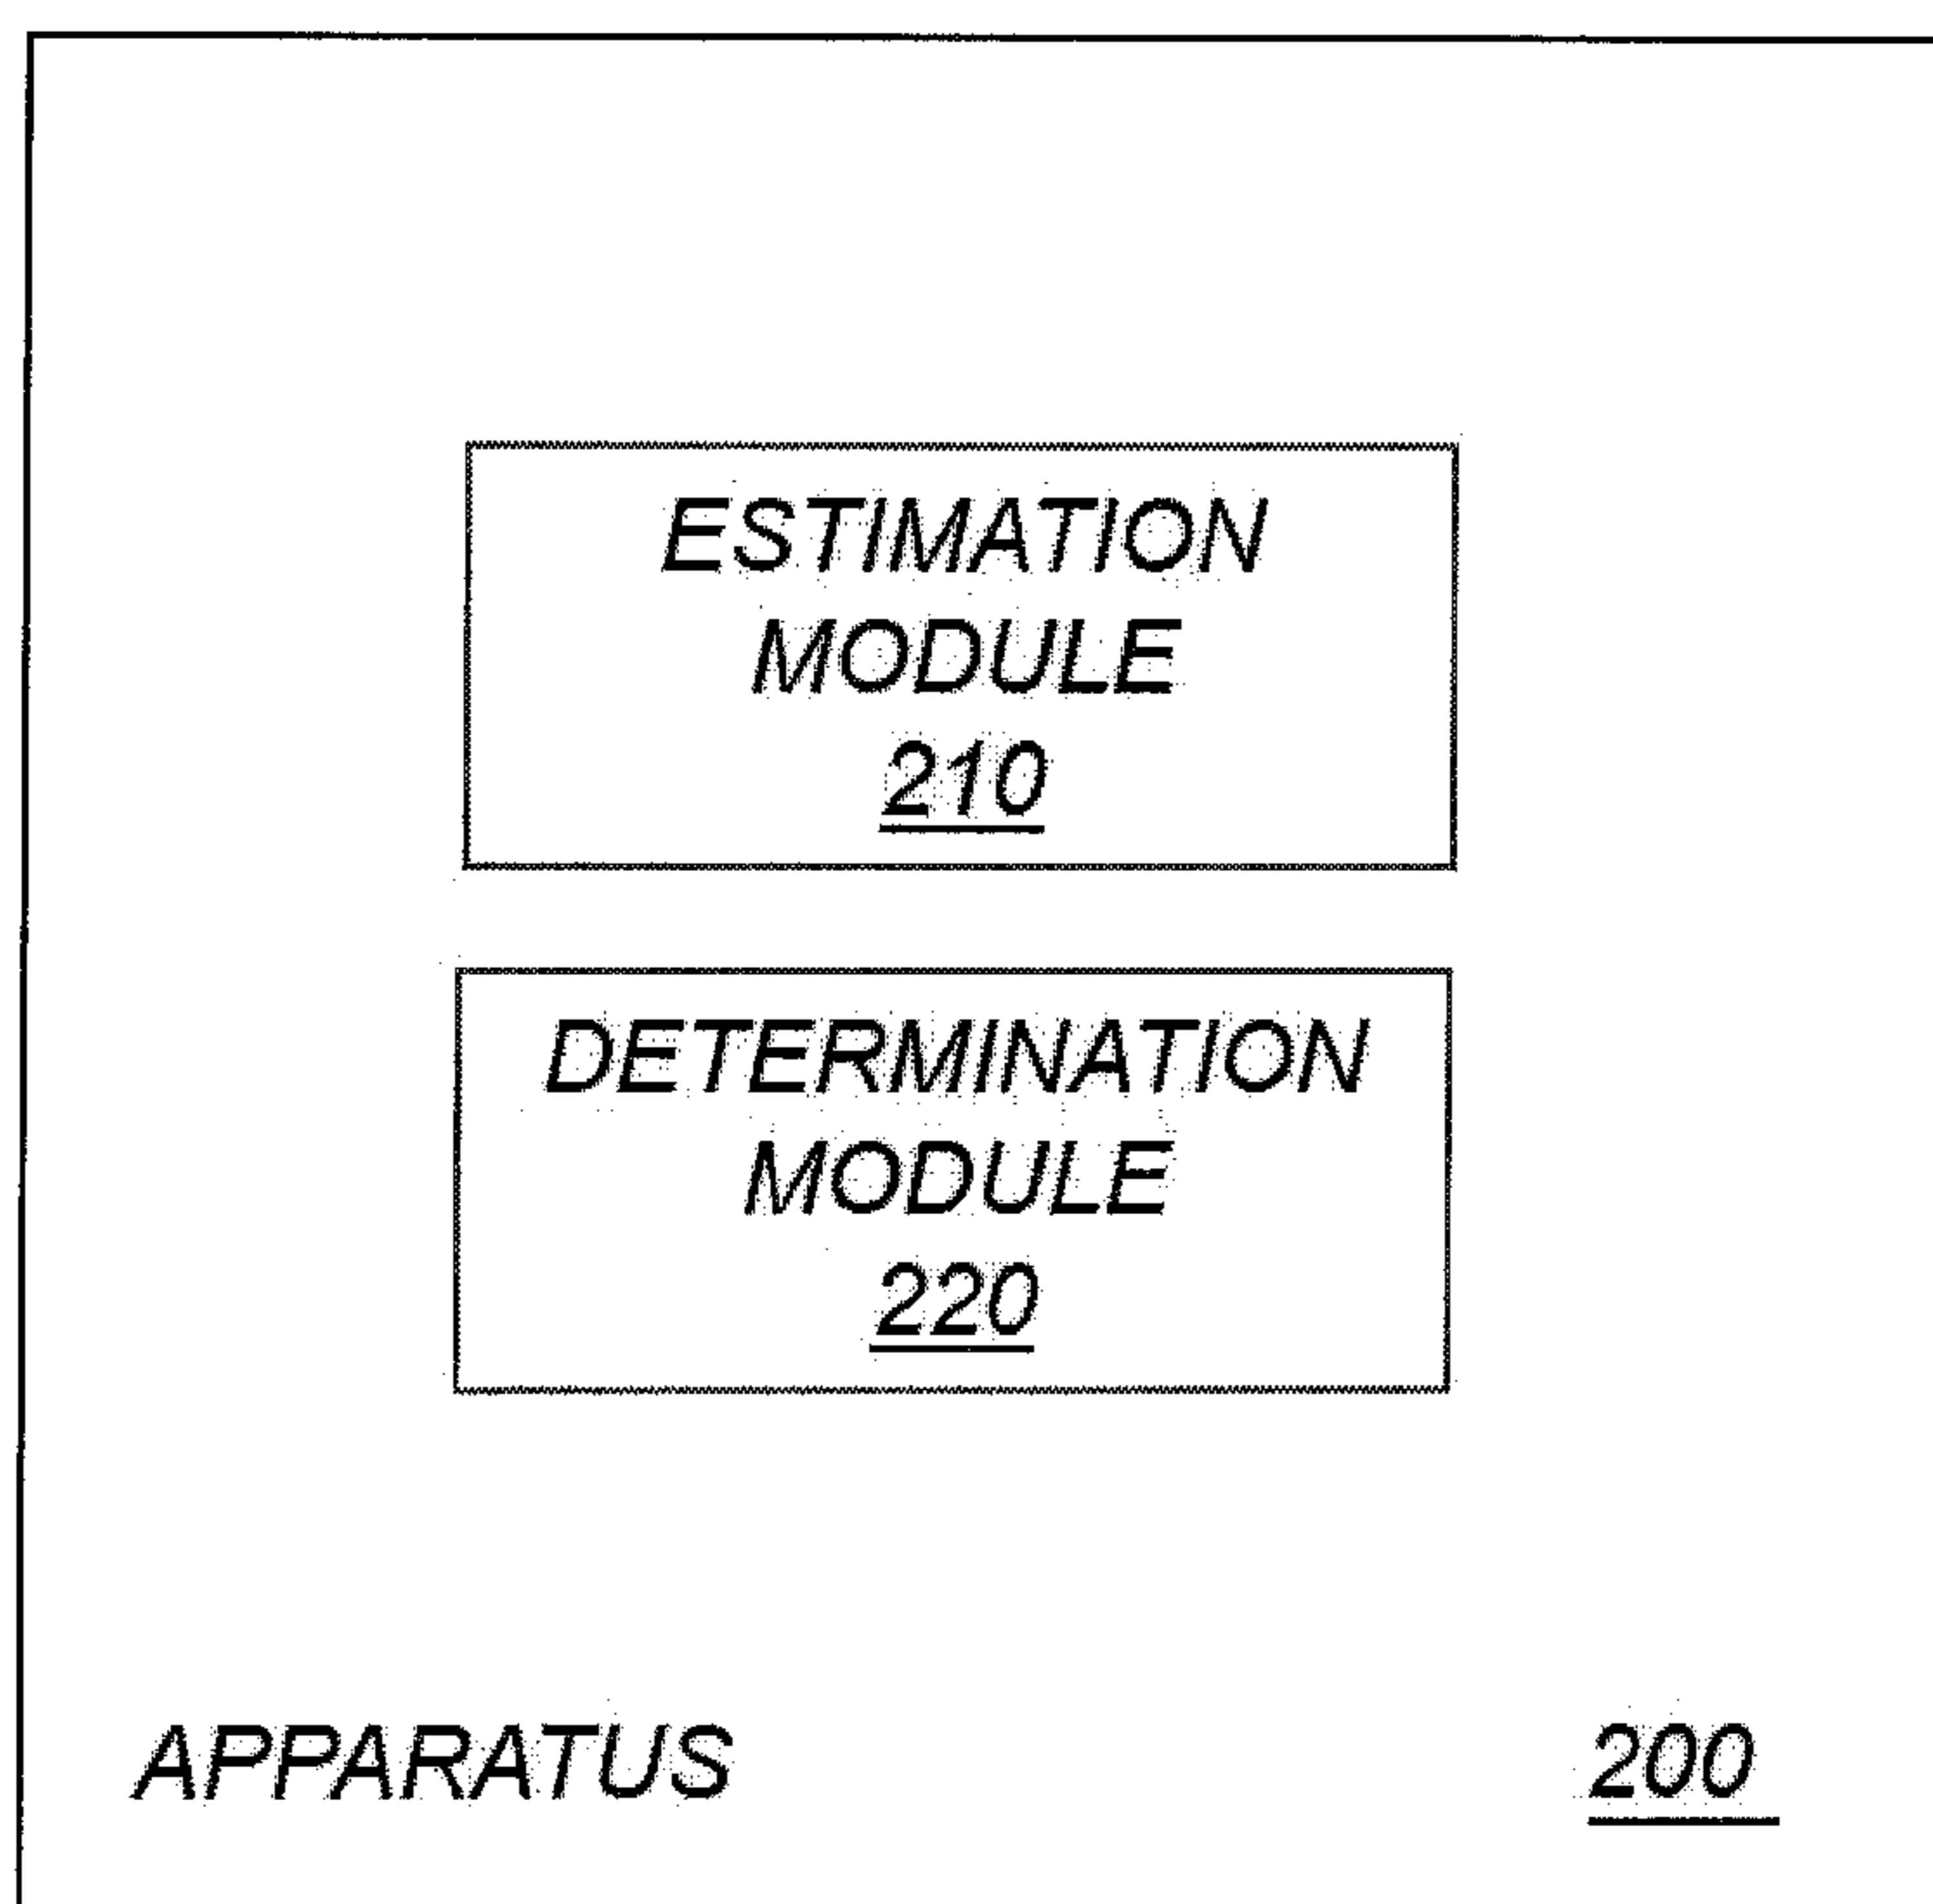 ESTIMATION
MODULE
210
DETERMINATION
MODULE
220
APPARATUS 200